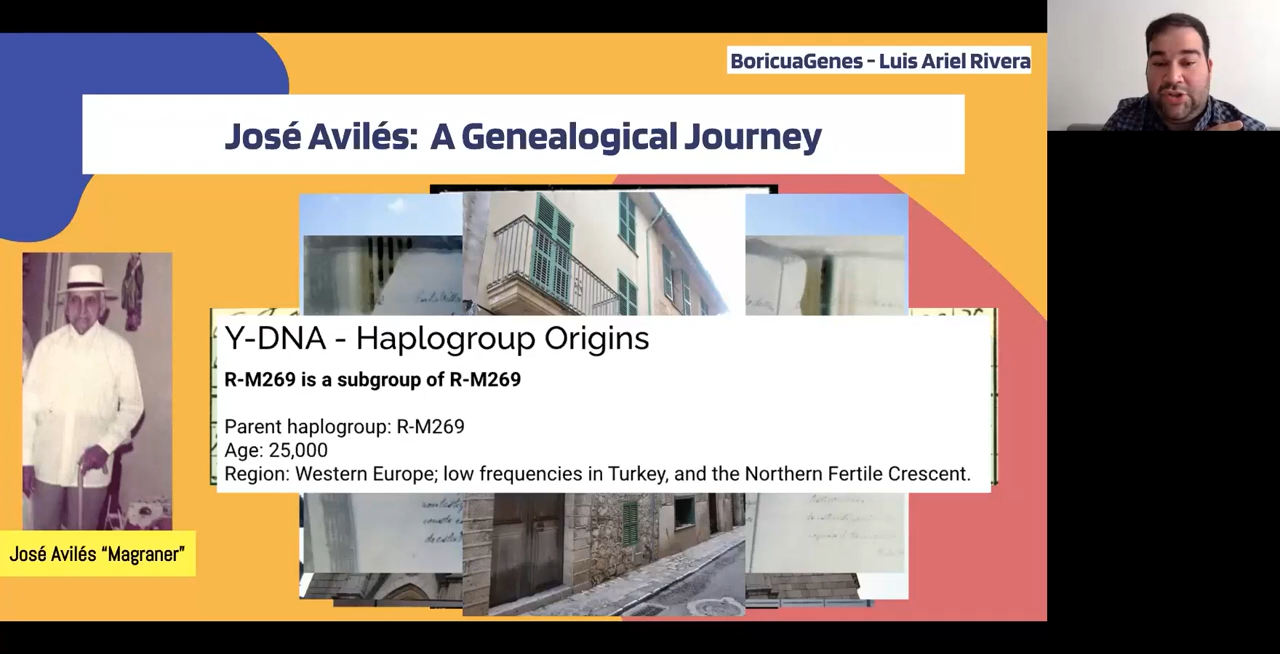 BoricuaGenes - Luis Ariel Rivera
José Avilés: A Genealogical Journey
Y-DNA - Haplogroup Origins
R-M269 is a subgroup of R-M269
Parent haplogroup: R-M269
Age: 25,000
Region: Western Europe; low frequencies in Turkey, and the Northern Fertile Crescent.
José Avilés “Magraner”